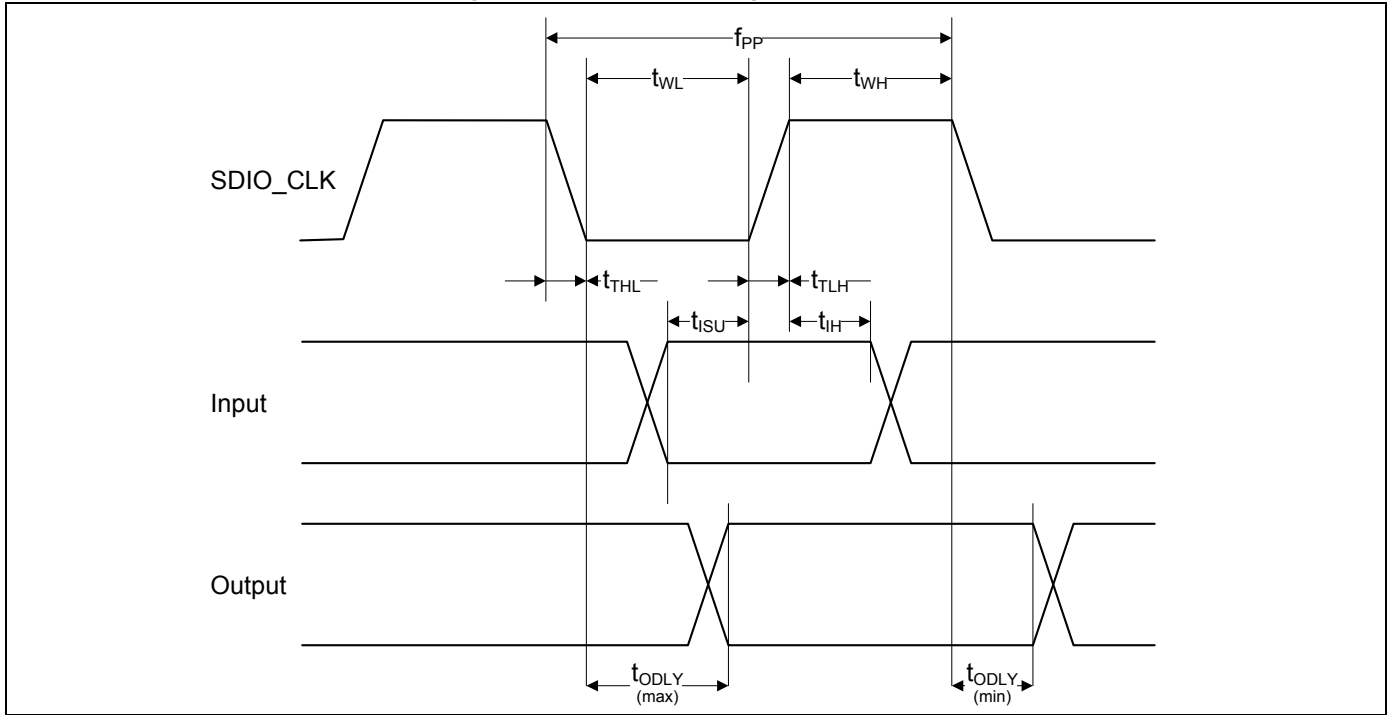 fPP
tWL
tWH
SDIO_CLK
tTHL
tTLH
tISU
tIH
Input
Output
tODLY
(max)
tODLY
(min)